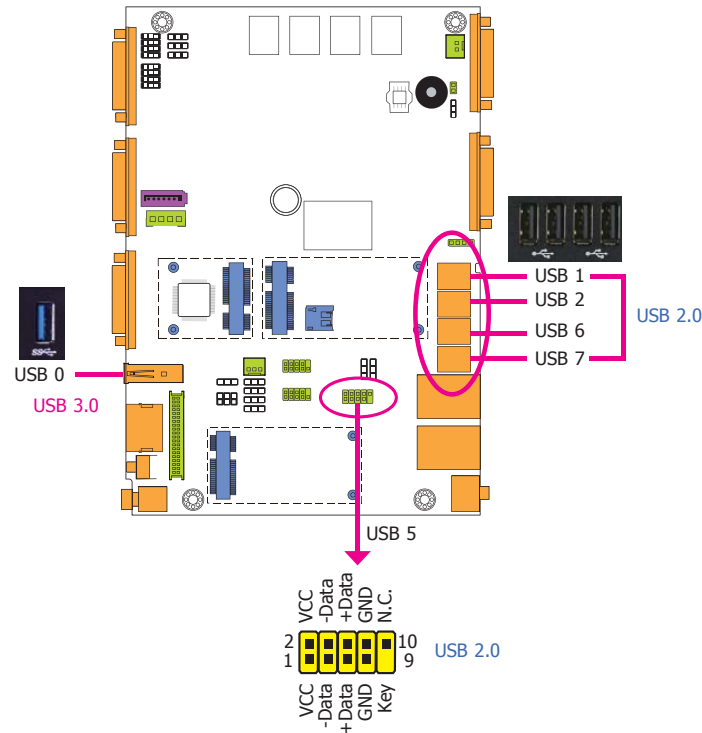 USB 1
USB 2
USB 2.0
USB 6
USB 7
SS
USB 0
USB 3.0
USB 5
VCC
-Data
+Data
GND
N.C.
2
10
1
9
USB 2.0
VCC
-Data
+Data
GND
Key